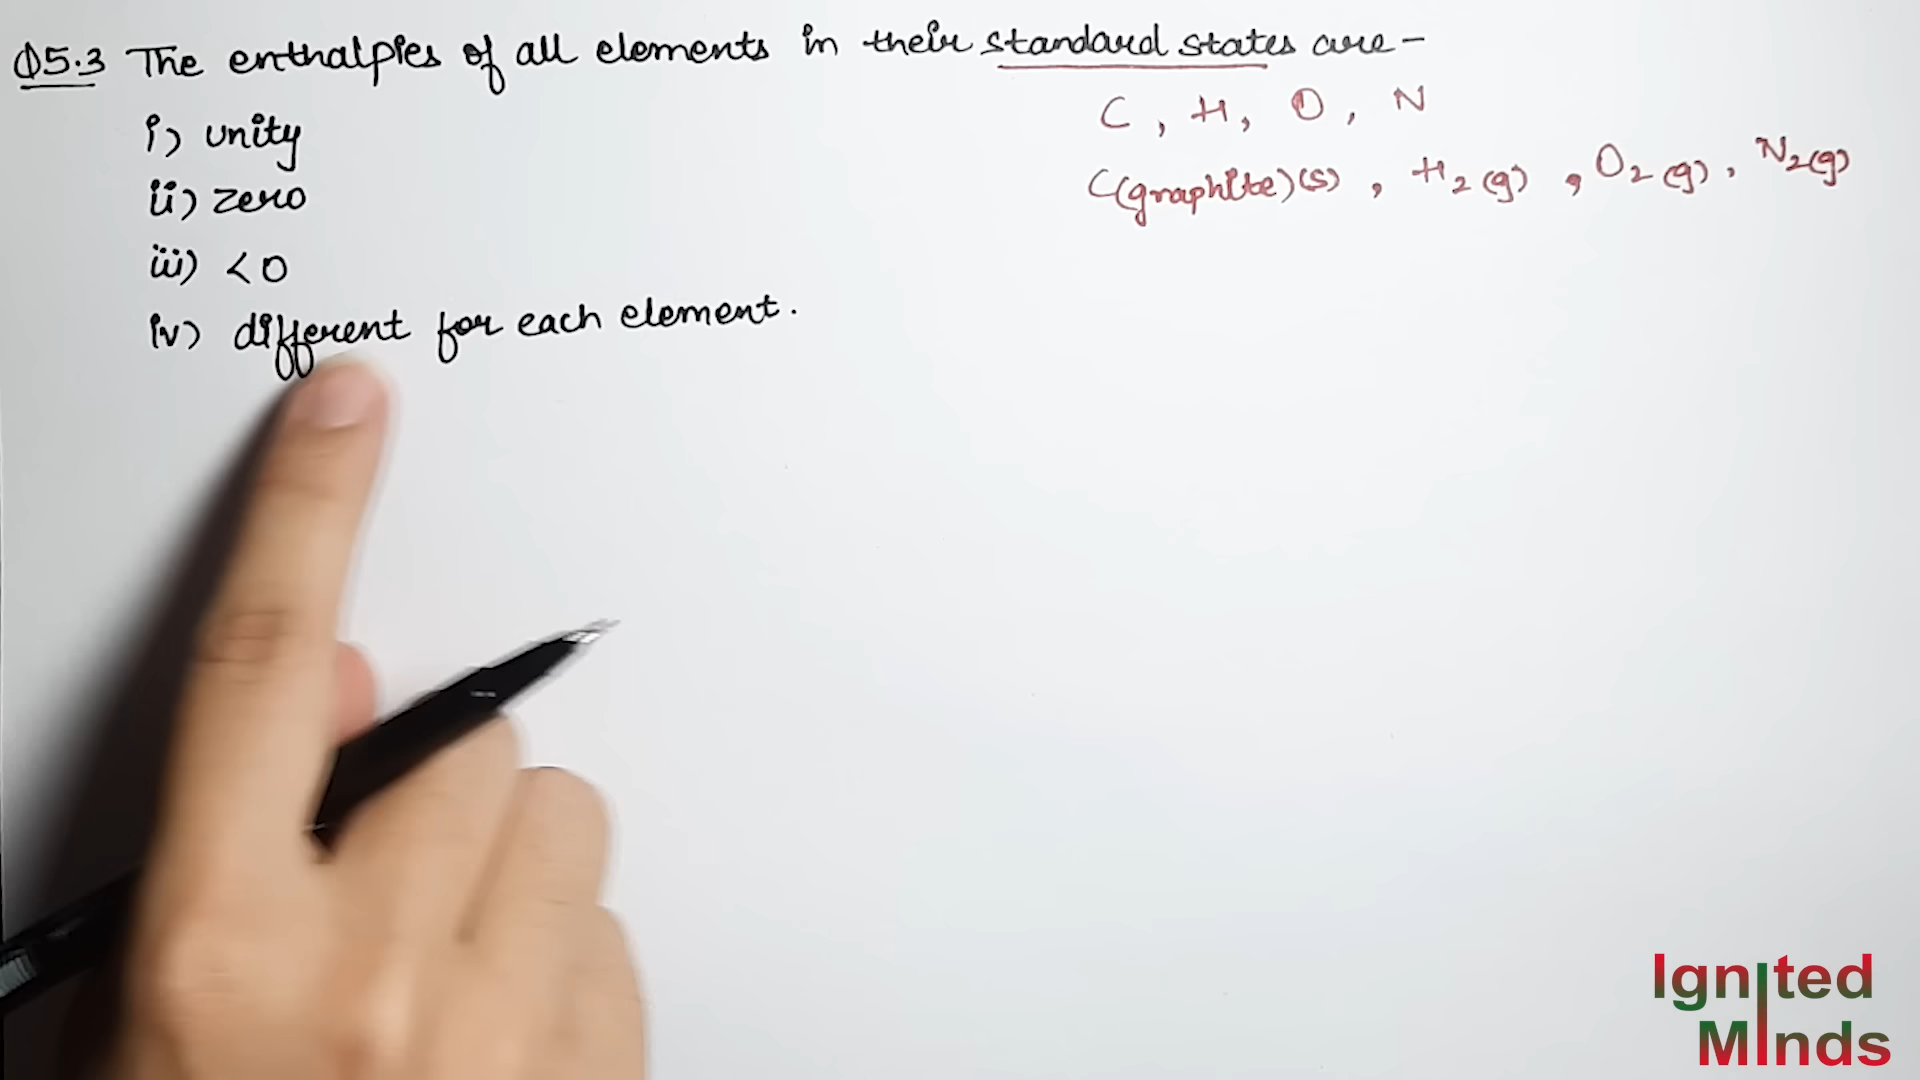 Q5.3 The enthalpies of all elements in their standard states are -
i) unity
ii) zero
iii) <0
iv) different for each element.
C, H, O, N
C(graphite)(s), H2(g), O2(g), N2(g)
Ignited
Minds